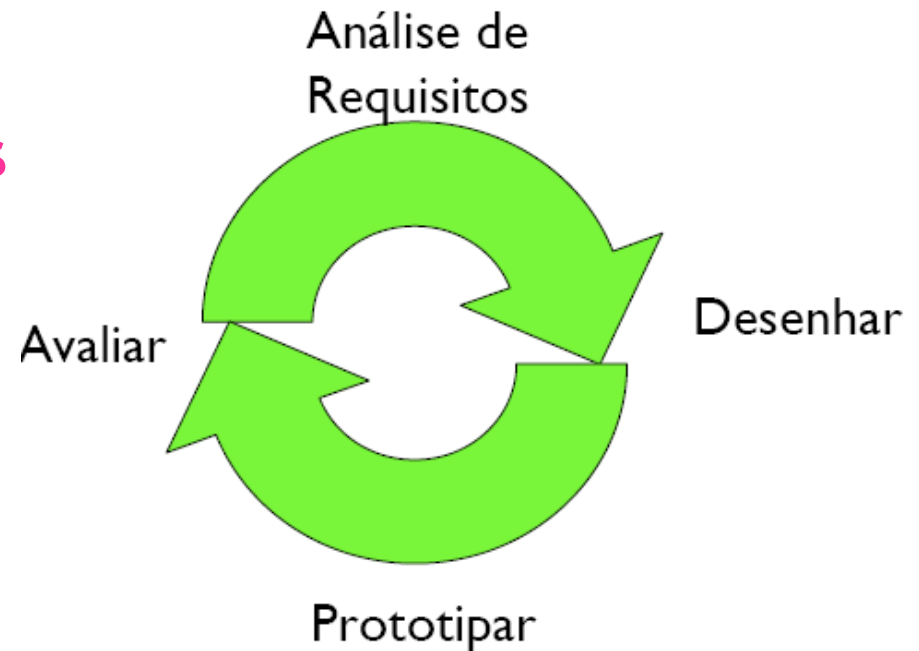 Análise de
Requisitos
s
Desenhar
Avaliar
Prototipar